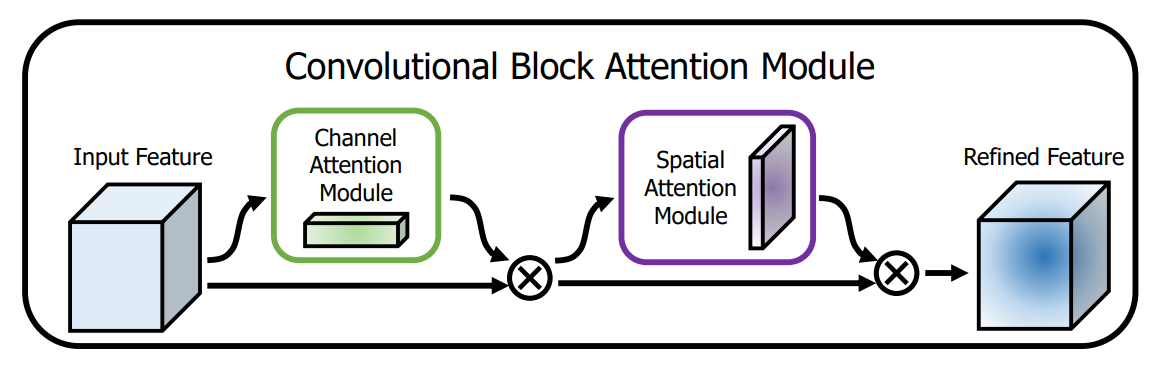 Convolutional Block Attention Module
Input Feature
Channel
Attention
Module
Spatial
Attention
Module
Refined Feature